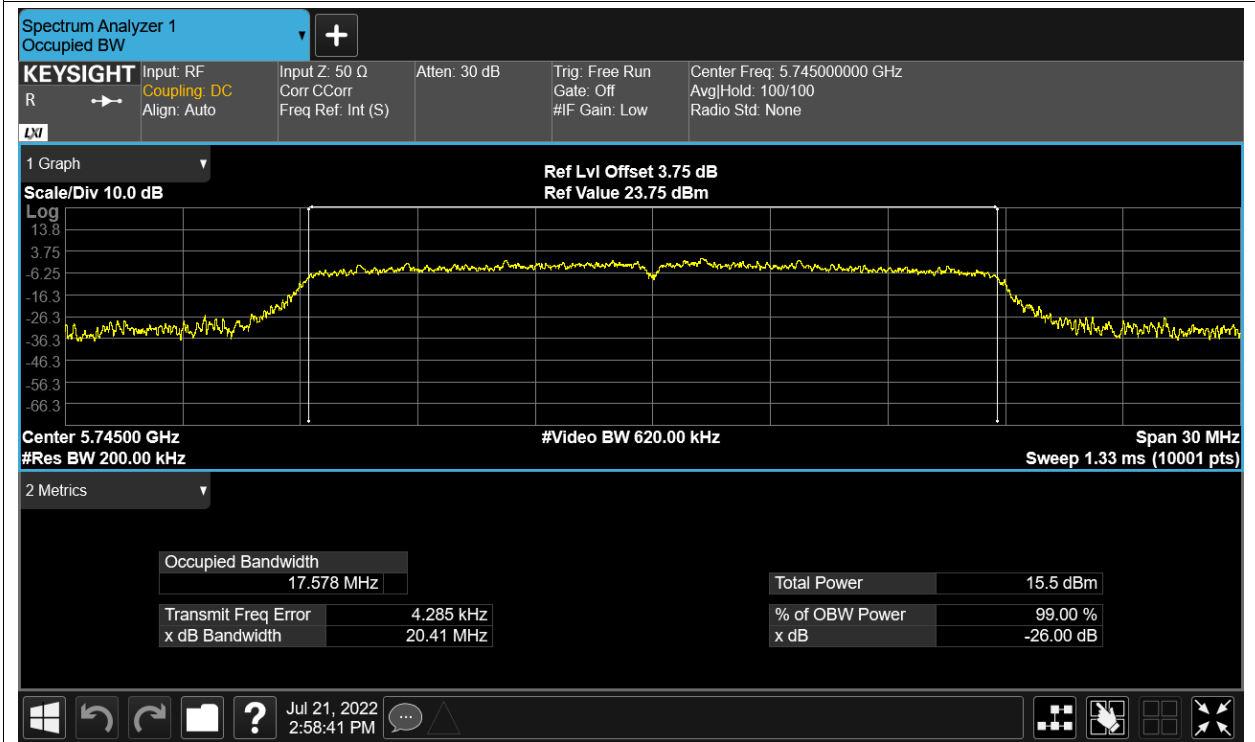 Spectrum Analyzer 1
Occupied BW
+
KEYSIGHT
R
LXI
Input: RF
Coupling: DC
Align: Auto
Input Z: 50 Ω
Corr CCorr
Freq Ref: Int (S)
Atten: 30 dB
Trig: Free Run
Gate: Off
#IF Gain: Low
Center Freq: 5.745000000 GHz
Avg|Hold: 100/100
Radio Std: None
1 Graph
Scale/Div 10.0 dB
Ref Lvl Offset 3.75 dB
Ref Value 23.75 dBm
Log
13.8
3.75
-6.25
-16.3
-26.3
-36.3
-46.3
-56.3
-66.3
Center 5.74500 GHz
#Res BW 200.00 kHz
#Video BW 620.00 kHz
Span 30 MHz
Sweep 1.33 ms (10001 pts)
2 Metrics
Occupied Bandwidth
17.578 MHz
Transmit Freq Error 4.285 kHz
x dB Bandwidth 20.41 MHz
Total Power 15.5 dBm
% of OBW Power 99.00 %
x dB -26.00 dB
?
Jul 21, 2022
2:58:41 PM